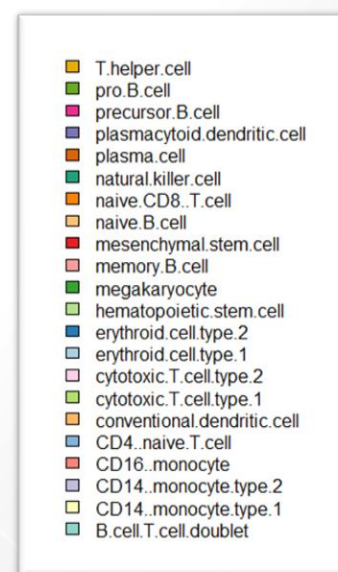 T.helper.cell
pro.B.cell
precursor.B.cell
plasmacytoid.dendritic.cell
plasma.cell
natural.killer.cell
naive.CD8..T.cell
naive.B.cell
mesenchymal.stem.cell
memory.B.cell
megakaryocyte
hematopoietic.stem.cell
erythroid.cell.type.2
erythroid.cell.type.1
cytotoxic.T.cell.type.2
cytotoxic.T.cell.type.1
conventional.dendritic.cell
CD4..naive.T.cell
CD16..monocyte
CD14..monocyte.type.2
CD14..monocyte.type.1
B.cell.T.cell.doublet